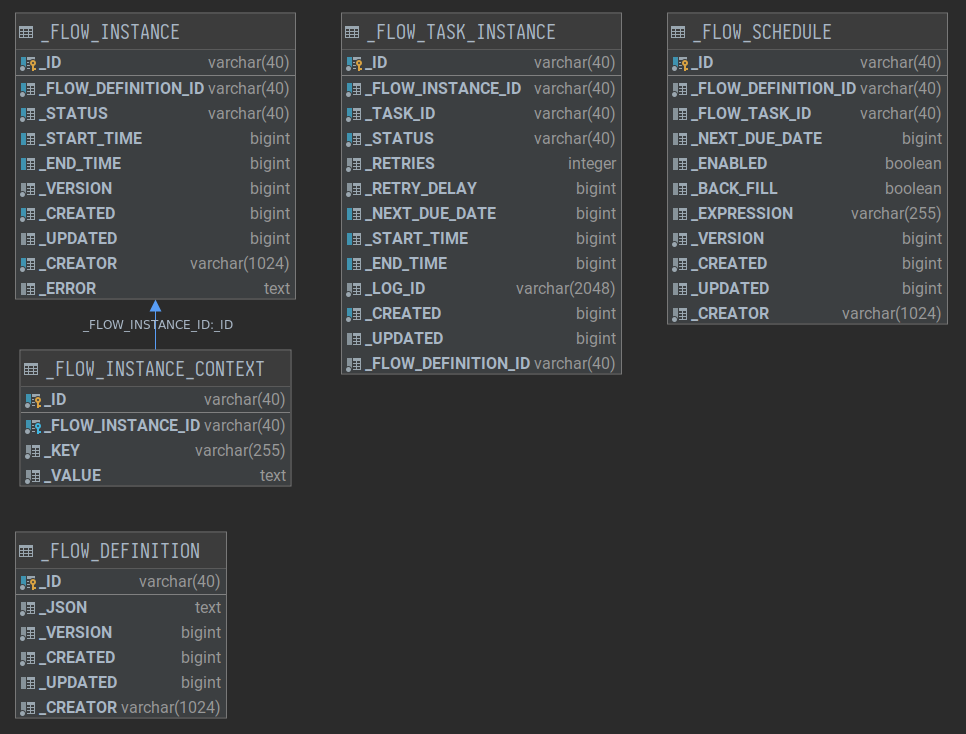 _FLOW_INSTANCE
_ID varchar(40)
_FLOW_DEFINITION_ID varchar(40)
_STATUS varchar(40)
_START_TIME bigint
_END_TIME bigint
_VERSION bigint
_CREATED bigint
_UPDATED bigint
_CREATOR varchar(1024)
_ERROR text
_FLOW_INSTANCE_ID:_ID
_FLOW_INSTANCE_CONTEXT
_ID varchar(40)
_FLOW_INSTANCE_ID varchar(40)
_KEY varchar(255)
_VALUE text
_FLOW_DEFINITION
_ID varchar(40)
_JSON text
_VERSION bigint
_CREATED bigint
_UPDATED bigint
_CREATOR varchar(1024)
_FLOW_TASK_INSTANCE
_ID varchar(40)
_FLOW_INSTANCE_ID varchar(40)
_TASK_ID varchar(40)
_STATUS varchar(40)
_RETRIES integer
_RETRY_DELAY bigint
_NEXT_DUE_DATE bigint
_START_TIME bigint
_END_TIME bigint
_LOG_ID varchar(2048)
_CREATED bigint
_UPDATED bigint
_FLOW_DEFINITION_ID varchar(40)
_FLOW_SCHEDULE
_ID varchar(40)
_FLOW_DEFINITION_ID varchar(40)
_FLOW_TASK_ID varchar(40)
_NEXT_DUE_DATE bigint
_ENABLED boolean
_BACK_FILL boolean
_EXPRESSION varchar(255)
_VERSION bigint
_CREATED bigint
_UPDATED bigint
_CREATOR varchar(1024)